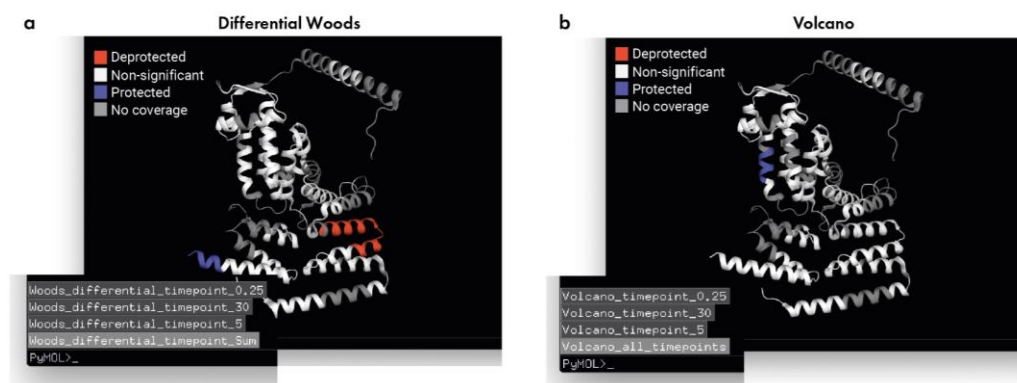 a
Differential Woods
Deprotected
Non-significant
Protected
No coverage
Woods_differential_timepoint_0.25
Woods_differential_timepoint_30
Woods_differential_timepoint_5
Woods_differential_timepoint_Sum
PyMOL>_
b
Volcano
Deprotected
Non-significant
Protected
No coverage
Volcano_timepoint_0.25
Volcano_timepoint_30
Volcano_timepoint_5
Volcano_all_timepoints
PyMOL>_